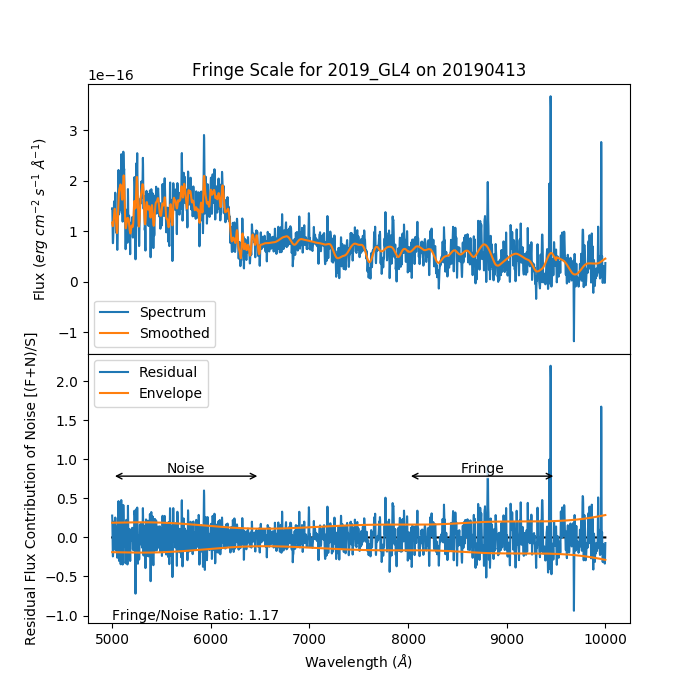 Fringe Scale for 2019_GL4 on 20190413
1e−16
3
2
1
0
−1
Flux (erg cm⁻² s⁻¹ Å⁻¹)
Spectrum
Smoothed
Residual
Envelope
2.0
1.5
1.0
0.5
0.0
−0.5
−1.0
Residual Flux Contribution of Noise [(F+N)/S]
Noise
Fringe
Fringe/Noise Ratio: 1.17
5000 6000 7000 8000 9000 10000
Wavelength (Å)